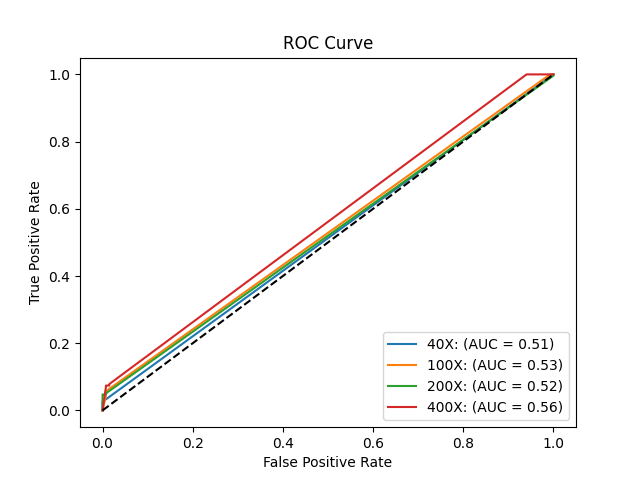 ROC Curve
True Positive Rate
1.0
0.8
0.6
0.4
0.2
0.0
40X: (AUC = 0.51)
100X: (AUC = 0.53)
200X: (AUC = 0.52)
400X: (AUC = 0.56)
0.0 0.2 0.4 0.6 0.8 1.0
False Positive Rate